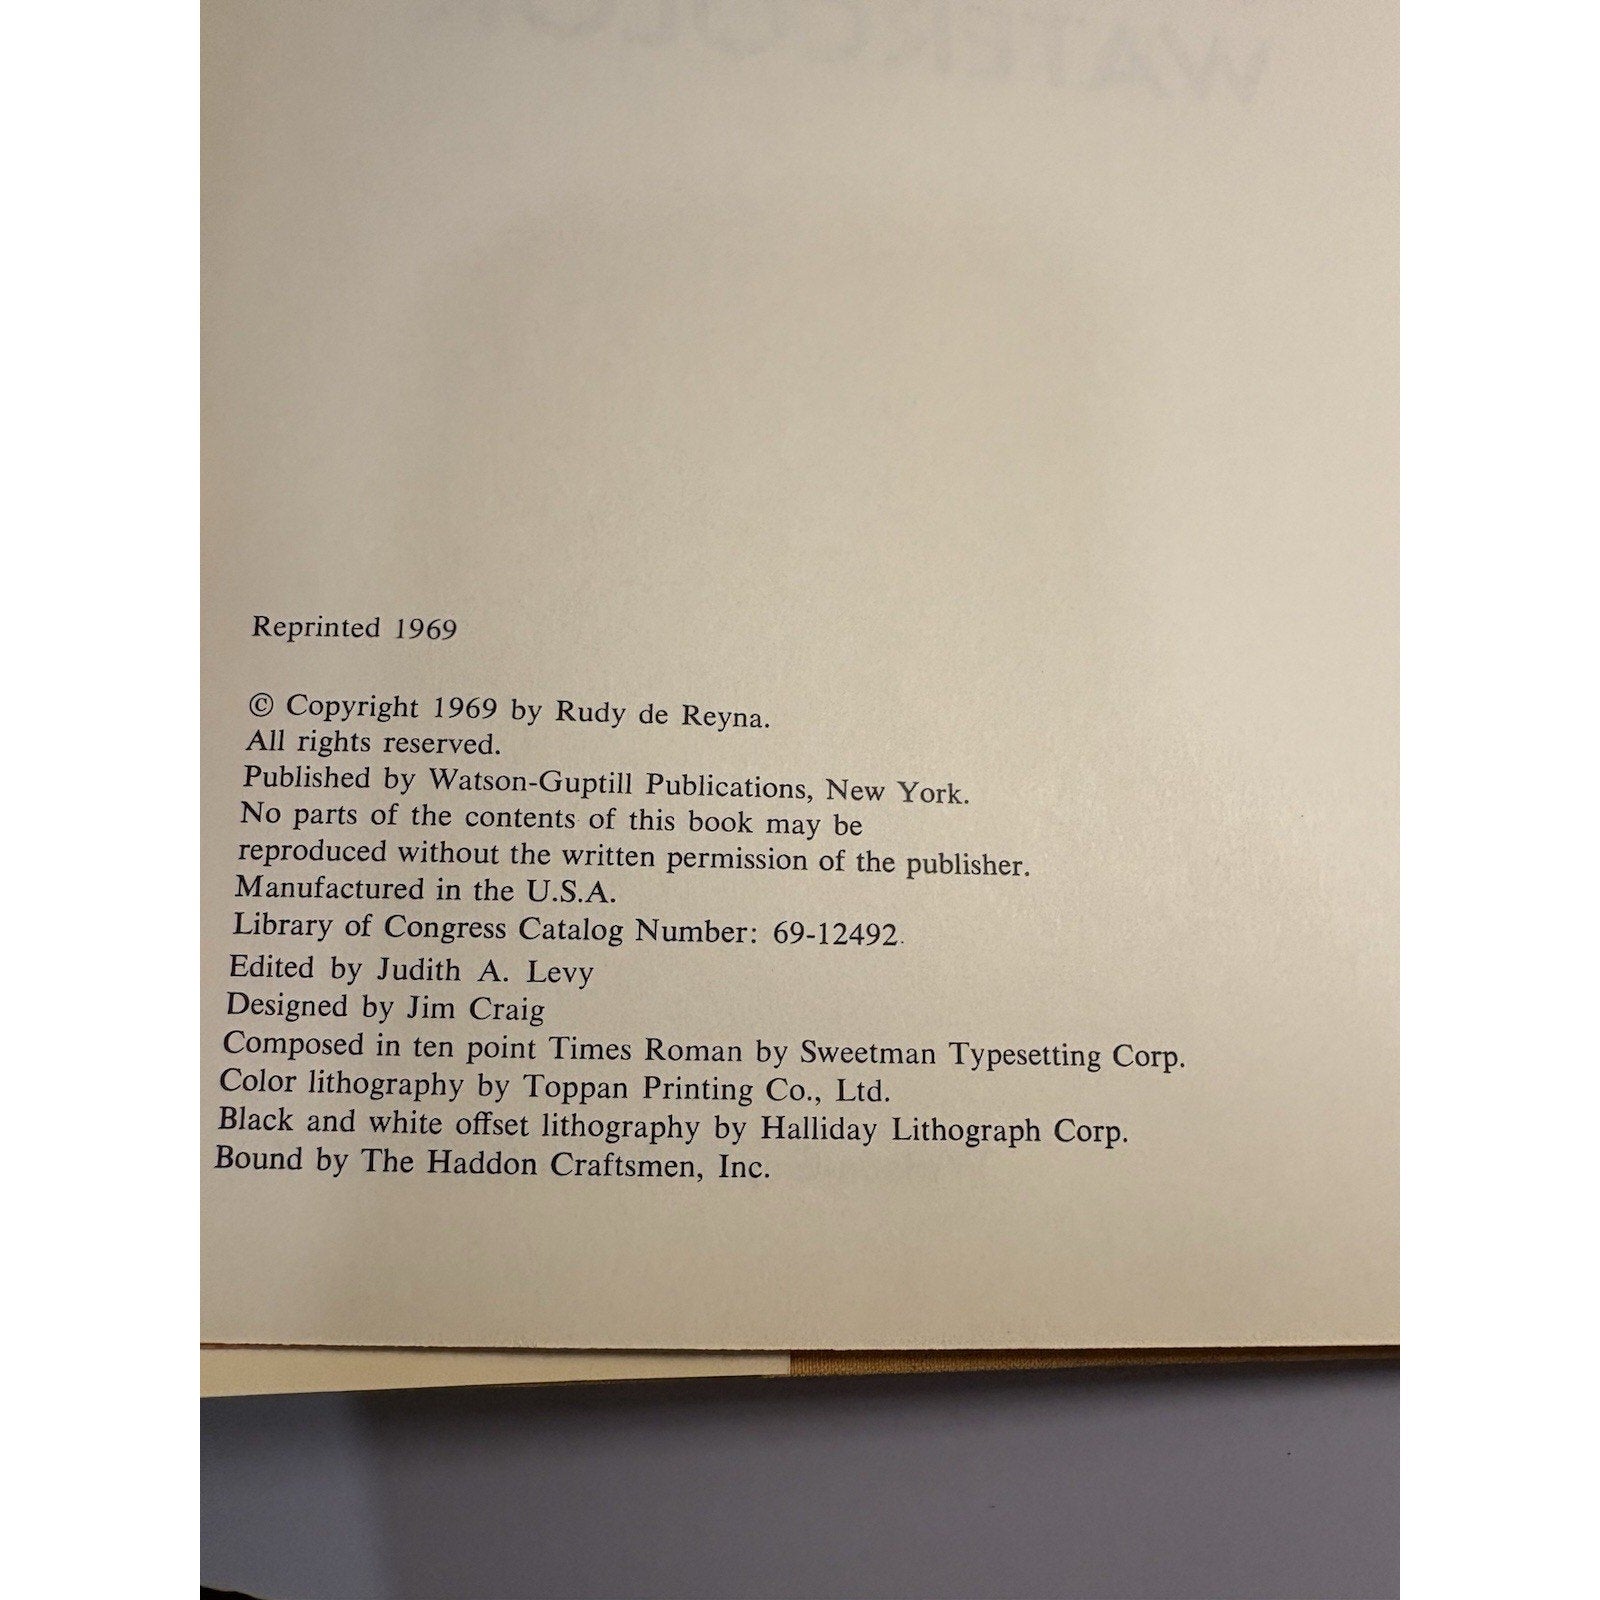 WATERCOLOR
Reprinted 1969
© Copyright 1969 by Rudy de Reyna.
All rights reserved.
Published by Watson-Guptill Publications, New York.
No parts of the contents of this book may be
reproduced without the written permission of the publisher.
Manufactured in the U.S.A.
Library of Congress Catalog Number: 69-12492.
Edited by Judith A. Levy
Designed by Jim Craig
Composed in ten point Times Roman by Sweetman Typesetting Corp.
Color lithography by Toppan Printing Co., Ltd.
Black and white offset lithography by Halliday Lithograph Corp.
Bound by The Haddon Craftsmen, Inc.